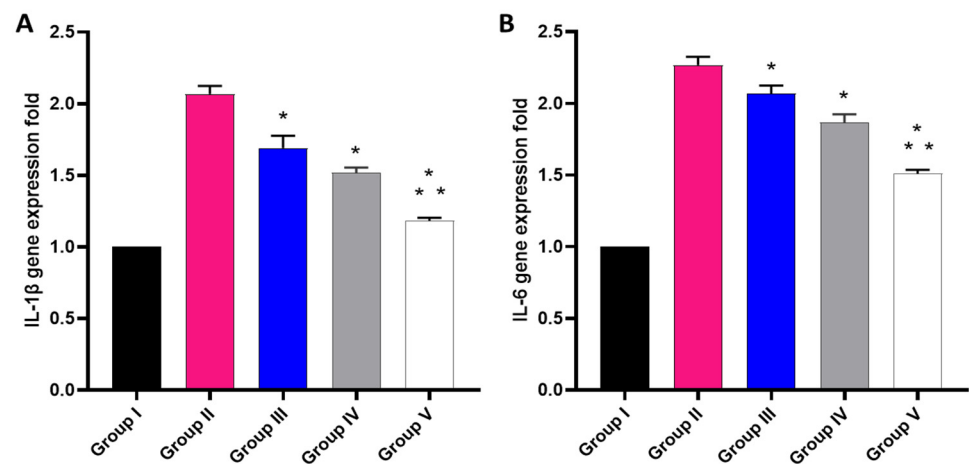 A
IL-1β gene expression fold
2.5
2.0
1.5
1.0
0.5
0.0
*
*
*
* *
Group I
Group II
Group III
Group IV
Group V
B
IL-6 gene expression fold
2.5
2.0
1.5
1.0
0.5
0.0
*
*
*
* *
Group I
Group II
Group III
Group IV
Group V